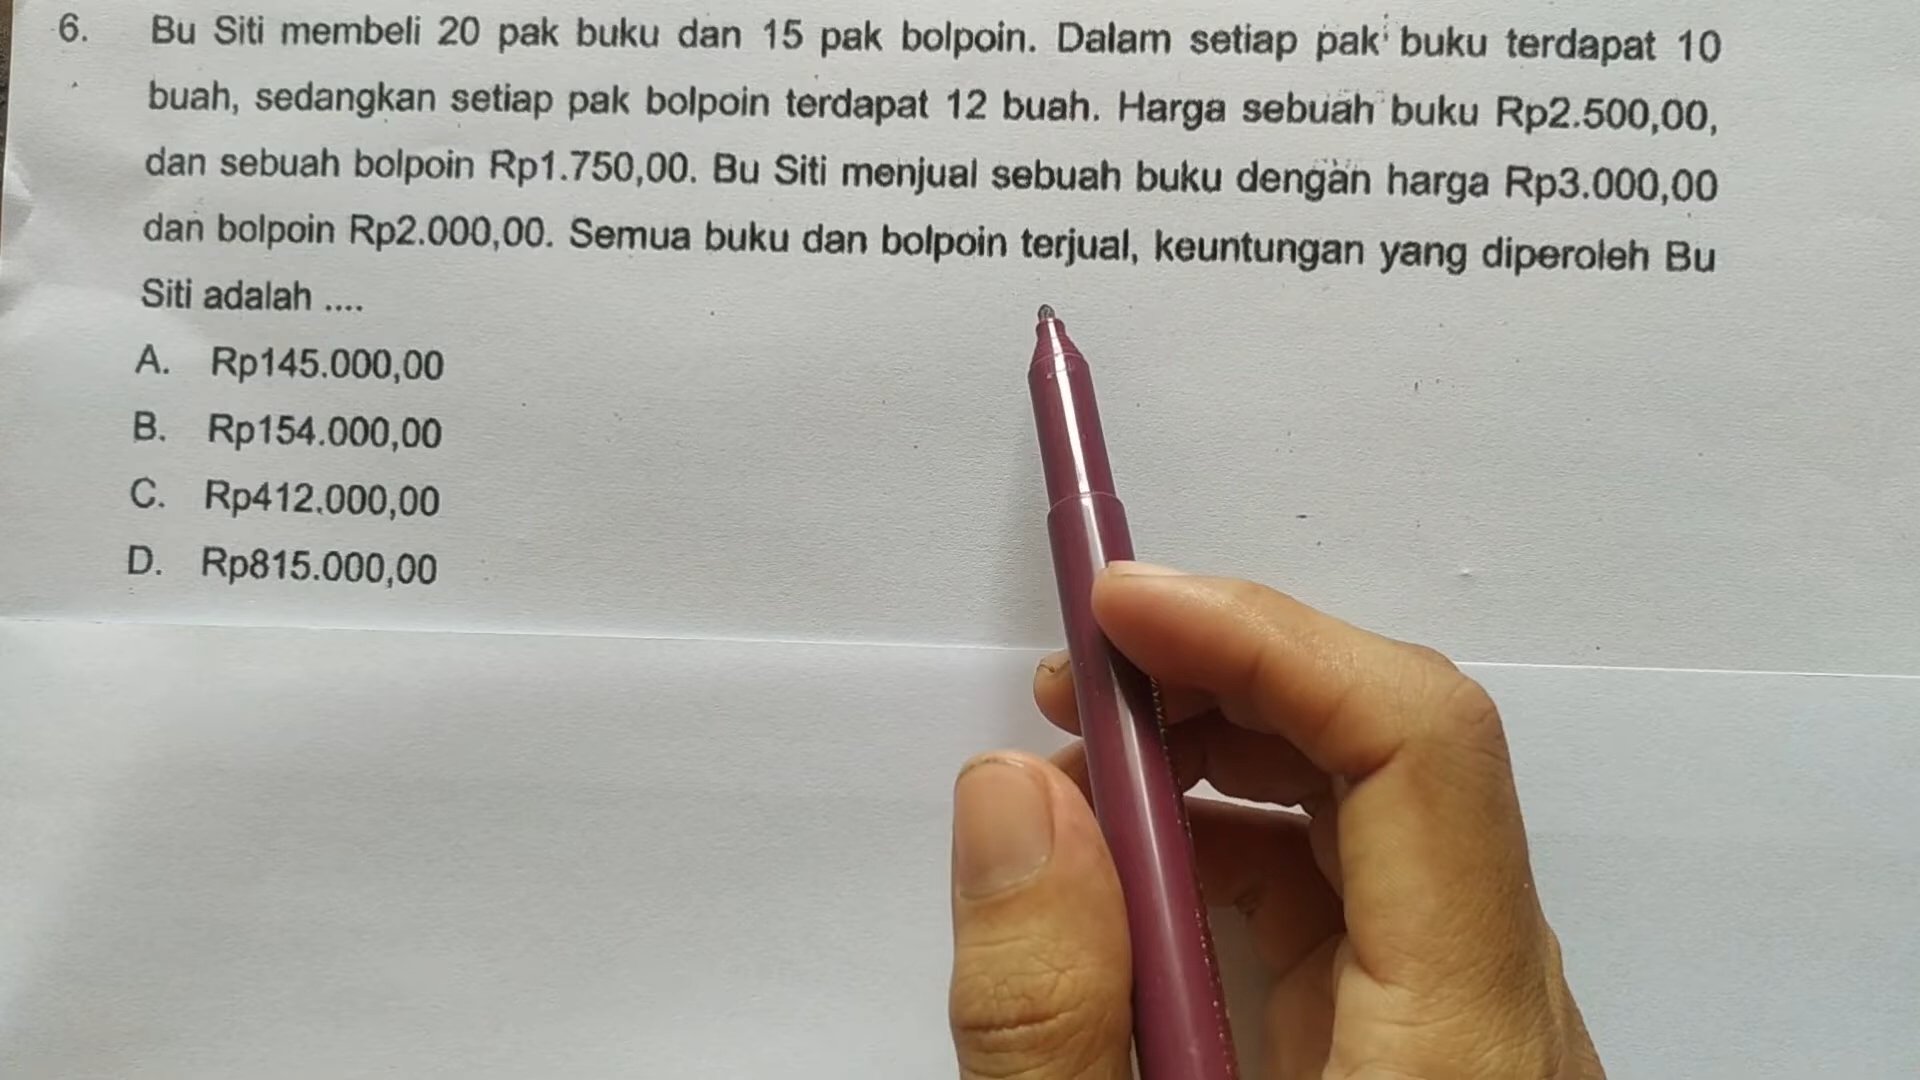 6. Bu Siti membeli 20 pak buku dan 15 pak bolpoin. Dalam setiap pak buku terdapat 10
buah, sedangkan setiap pak bolpoin terdapat 12 buah. Harga sebuah buku Rp2.500,00,
dan sebuah bolpoin Rp1.750,00. Bu Siti menjual sebuah buku dengan harga Rp3.000,00
dan bolpoin Rp2.000,00. Semua buku dan bolpoin terjual, keuntungan yang diperoleh Bu
Siti adalah ....
A. Rp145.000,00
B. Rp154.000,00
C. Rp412.000,00
D. Rp815.000,00